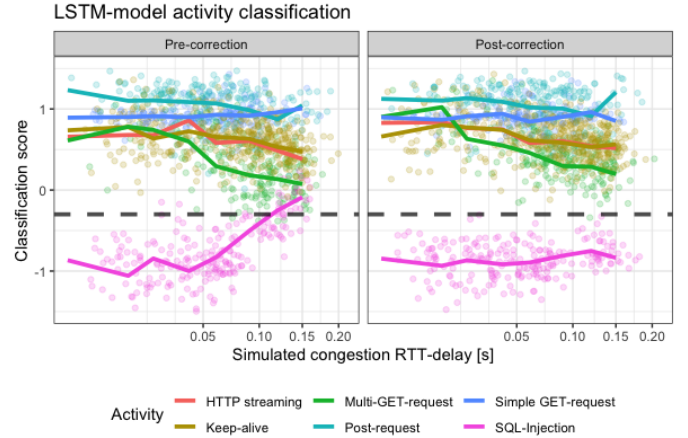 LSTM-model activity classification
Pre-correction
Post-correction
Classification score
1
0
-1
0.05
0.10
0.15
0.20
0.05
0.10
0.15
0.20
Simulated congestion RTT-delay [s]
Activity
HTTP streaming
Multi-GET-request
Simple GET-request
Keep-alive
Post-request
SQL-Injection